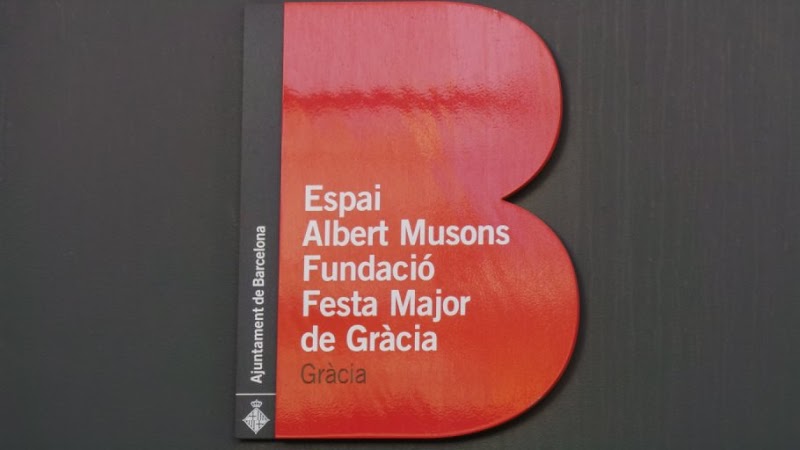 Espai
Albert Musons
Fundació
Festa Major
de Gràcia
Gràcia
Ajuntament de Barcelona